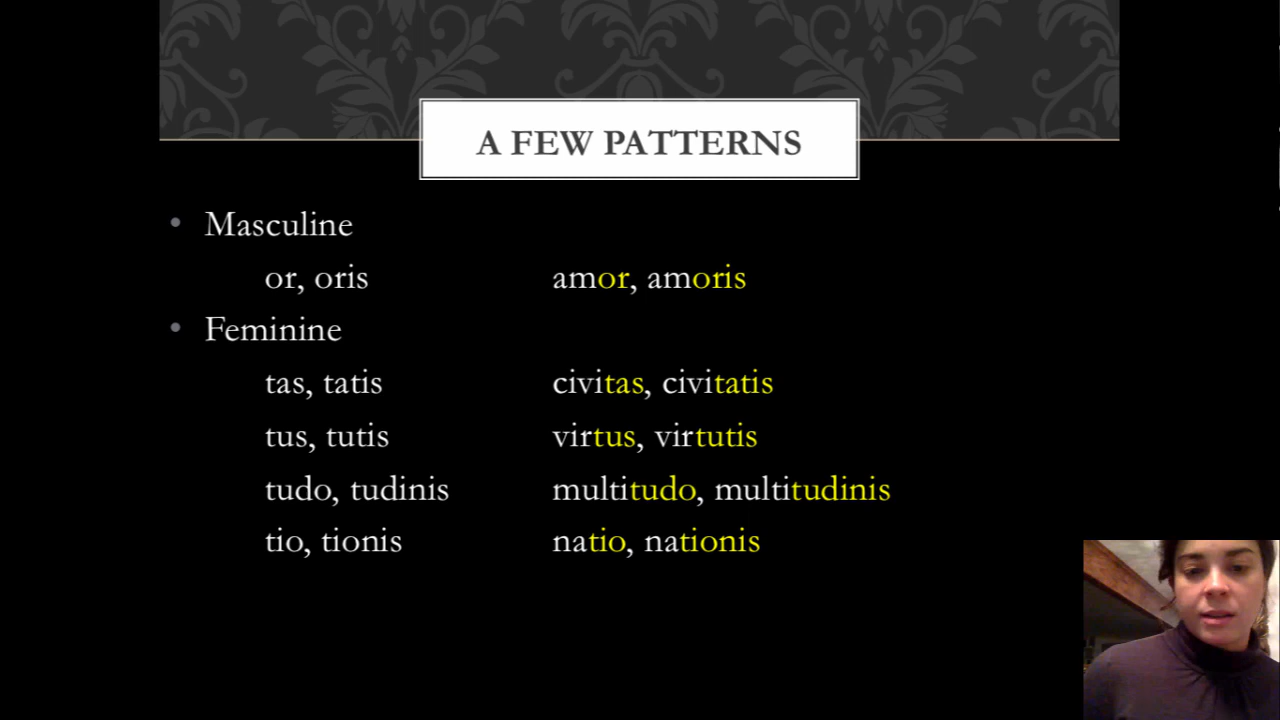 A FEW PATTERNS
• Masculine
or, oris amor, amoris
• Feminine
tas, tatis civitas, civitatis
tus, tutis virtus, virtutis
tudo, tudinis multitudo, multitudinis
tio, tionis natio, nationis